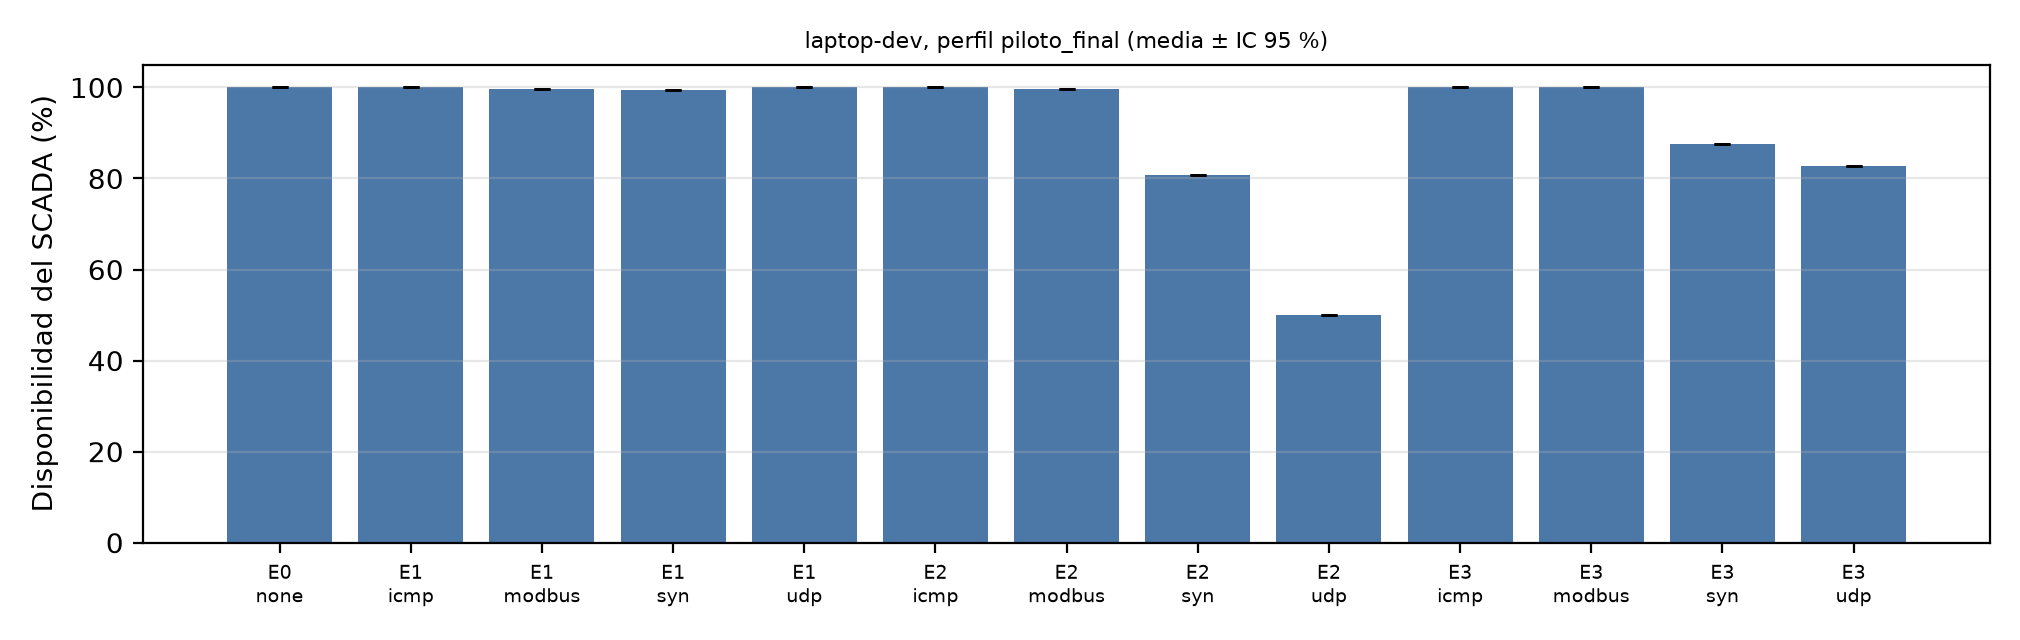 laptop-dev, perfil piloto_final (media ± IC 95 %)
Disponibilidad del SCADA (%)
100
80
60
40
20
0
E0 none
E1 icmp
E1 modbus
E1 syn
E1 udp
E2 icmp
E2 modbus
E2 syn
E2 udp
E3 icmp
E3 modbus
E3 syn
E3 udp